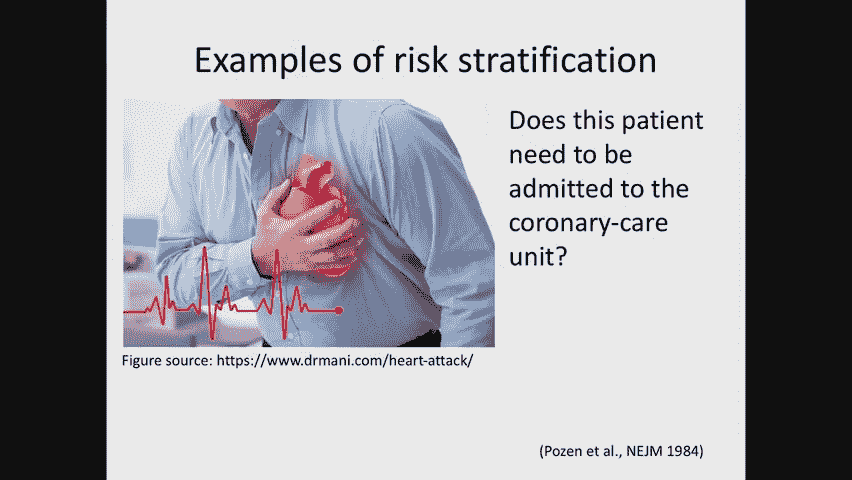 Examples of risk stratification
Does this patient
need to be
admitted to the
coronary-care
unit?
Figure source: https://www.drmani.com/heart-attack/
(Pozen et al., NEJM 1984)